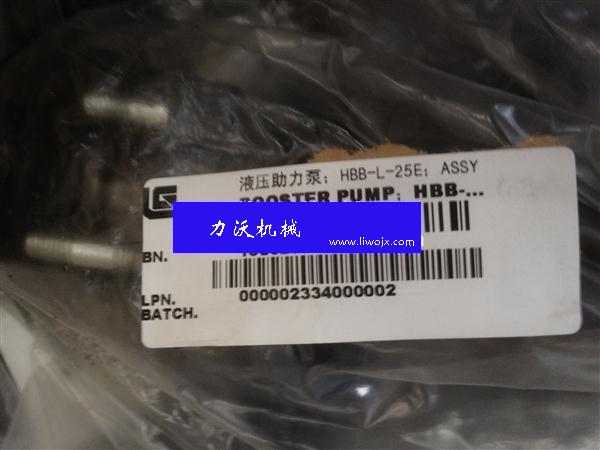 液压助力泵; HBB-L-25E; ASSY
BOOSTER PUMP: HBB-...
力沃机械
www.liwojx.com
BN.
LPN.
000002334000002
BATCH.